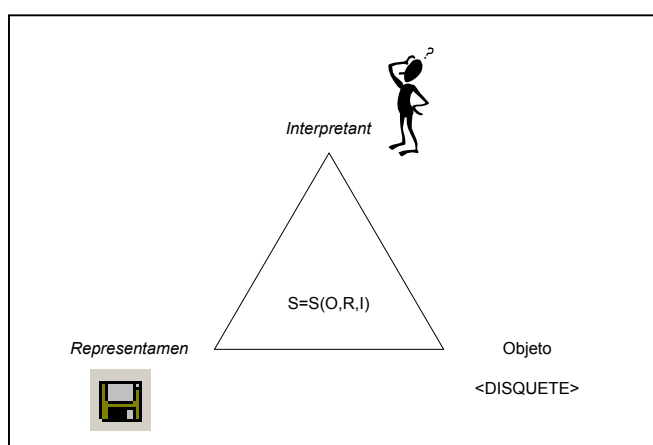 ?
Interpretant
S=S(O,R,I)
Representamen
Objeto
<DISQUETE>